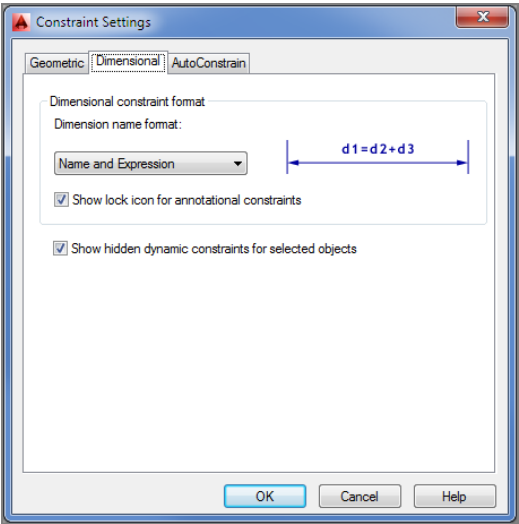 Constraint Settings
Geometric Dimensional AutoConstrain
Dimensional constraint format
Dimension name format:
Name and Expression
d1=d2+d3
Show lock icon for annotational constraints
Show hidden dynamic constraints for selected objects
OK Cancel Help